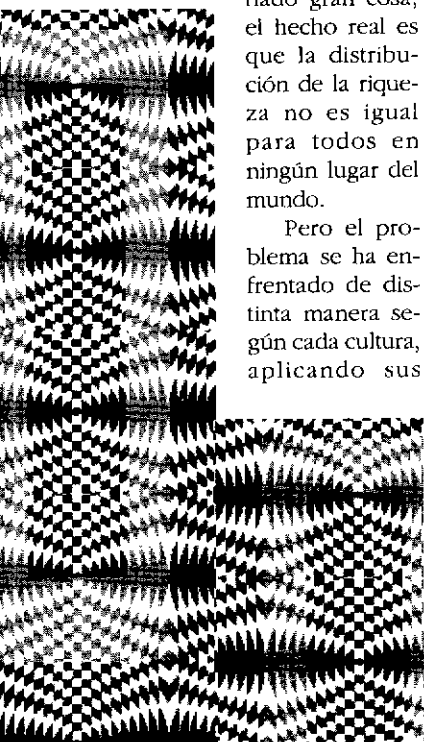 gran cosa,
el hecho real es
que la distribu-
ción de la rique-
za no es igual
para todos en
ningún lugar del
mundo.
Pero el pro-
blema se ha en-
frentado de dis-
tinta manera se-
gún cada cultura,
aplicando sus